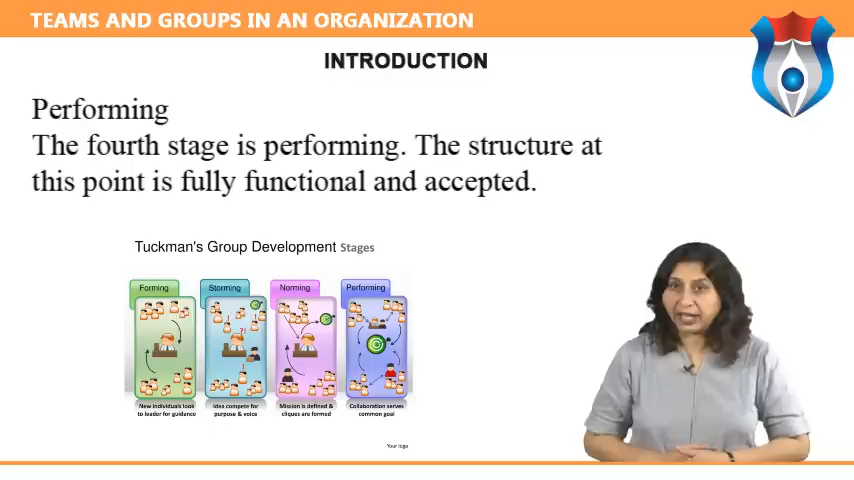 TEAMS AND GROUPS IN AN ORGANIZATION
INTRODUCTION
Performing
The fourth stage is performing. The structure at
this point is fully functional and accepted.
Tuckman's Group Development Stages
Forming
Storming
Norming
Performing
New individuals look
to leader for guidance
Idea compete for
purpose & voice
Mission is defined &
cliques are formed
Collaboration serves
common goal
Your logo